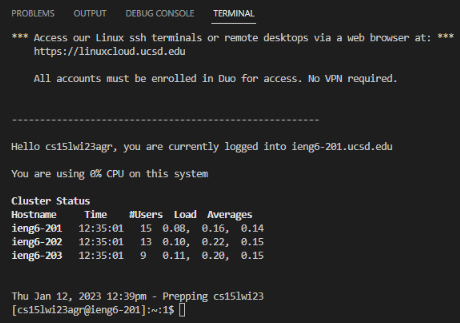 PROBLEMS OUTPUT DEBUG CONSOLE TERMINAL
*** Access our Linux ssh terminals or remote desktops via a web browser at: ***
https://linuxcloud.ucsd.edu
All accounts must be enrolled in Duo for access. No VPN required.
-------------------------------------------------------
Hello cs15lwi23agr, you are currently logged into ieng6-201.ucsd.edu
You are using 0% CPU on this system
Cluster Status
Hostname Time #Users Load Averages
ieng6-201 12:35:01 15 0.08, 0.16, 0.14
ieng6-202 12:35:01 13 0.10, 0.22, 0.15
ieng6-203 12:35:01 9 0.11, 0.20, 0.15
Thu Jan 12, 2023 12:39pm - Prepping cs15lwi23
[cs15lwi23agr@ieng6-201]:~:1$